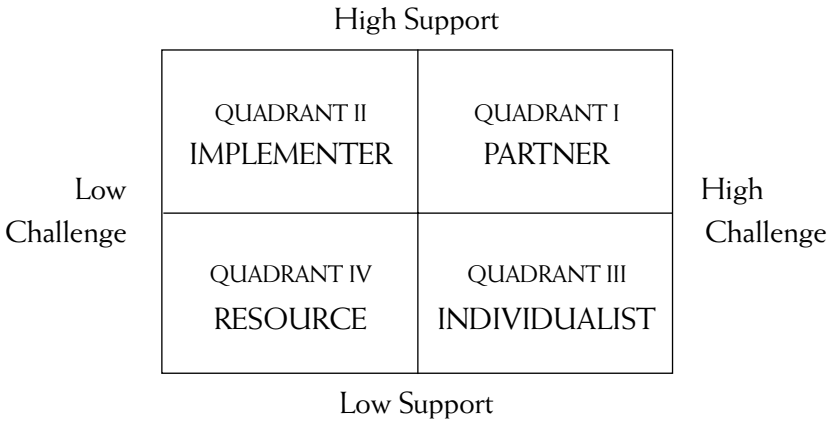 High Support
QUADRANT II
IMPLEMENTER
QUADRANT I
PARTNER
Low
Challenge
High
Challenge
QUADRANT IV
RESOURCE
QUADRANT III
INDIVIDUALIST
Low Support